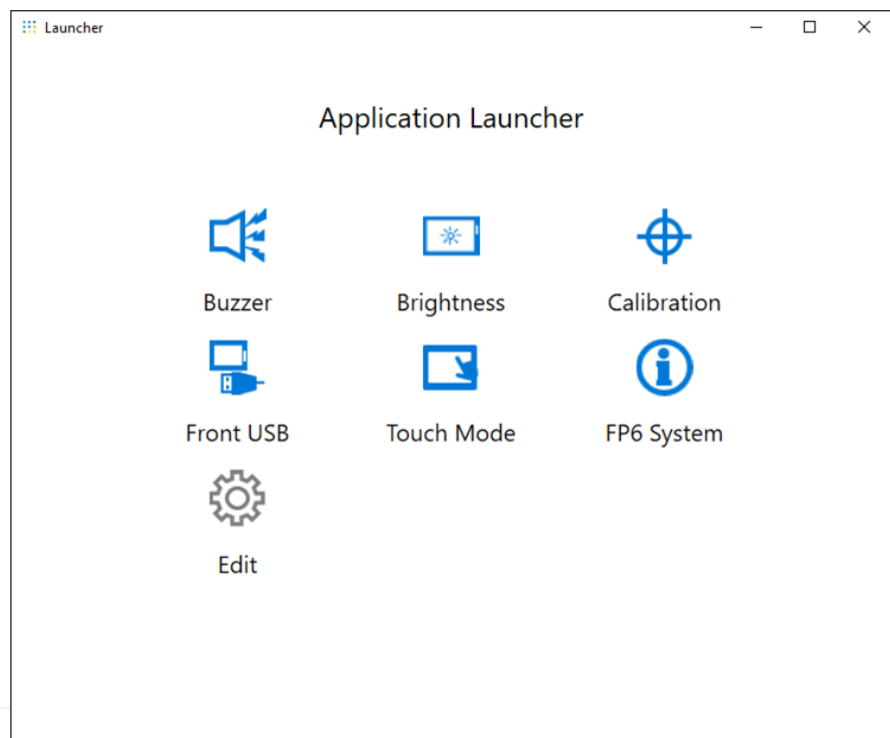 Launcher
Application Launcher
Buzzer Brightness Calibration
Front USB Touch Mode FP6 System
Edit